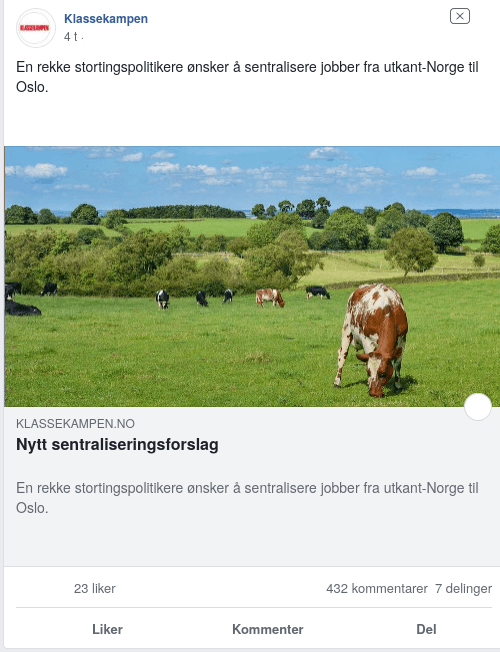 KLASSEKAMPEN
Klassekampen
4 t ·
En rekke stortingspolitikere ønsker å sentralisere jobber fra utkant-Norge til
Oslo.
KLASSEKAMPEN.NO
Nytt sentraliseringsforslag
En rekke stortingspolitikere ønsker å sentralisere jobber fra utkant-Norge til
Oslo.
23 liker 432 kommentarer 7 delinger
Liker Kommenter Del